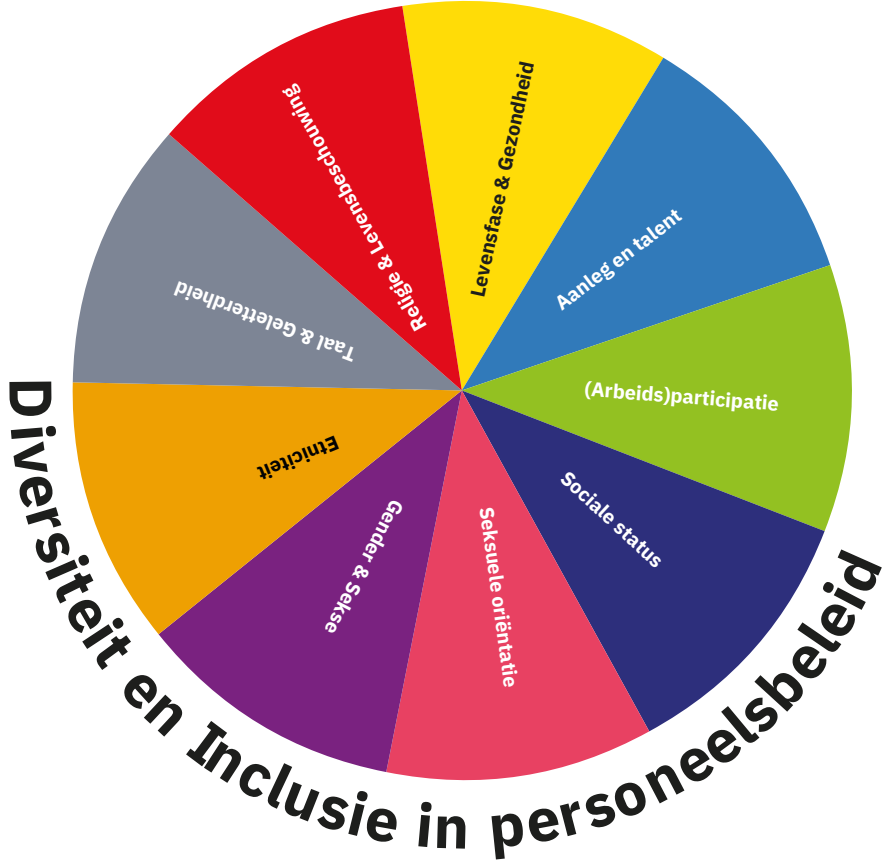 Levensfase & Gezondheid
Aanleg en talent
(Arbeids)participatie
Sociale status
Seksuele oriëntatie
Gender & Sekse
Etniciteit
Taal & Geletterdheid
Religie & Levensbeschouwing
Diversiteit en Inclusie in personeelsbeleid